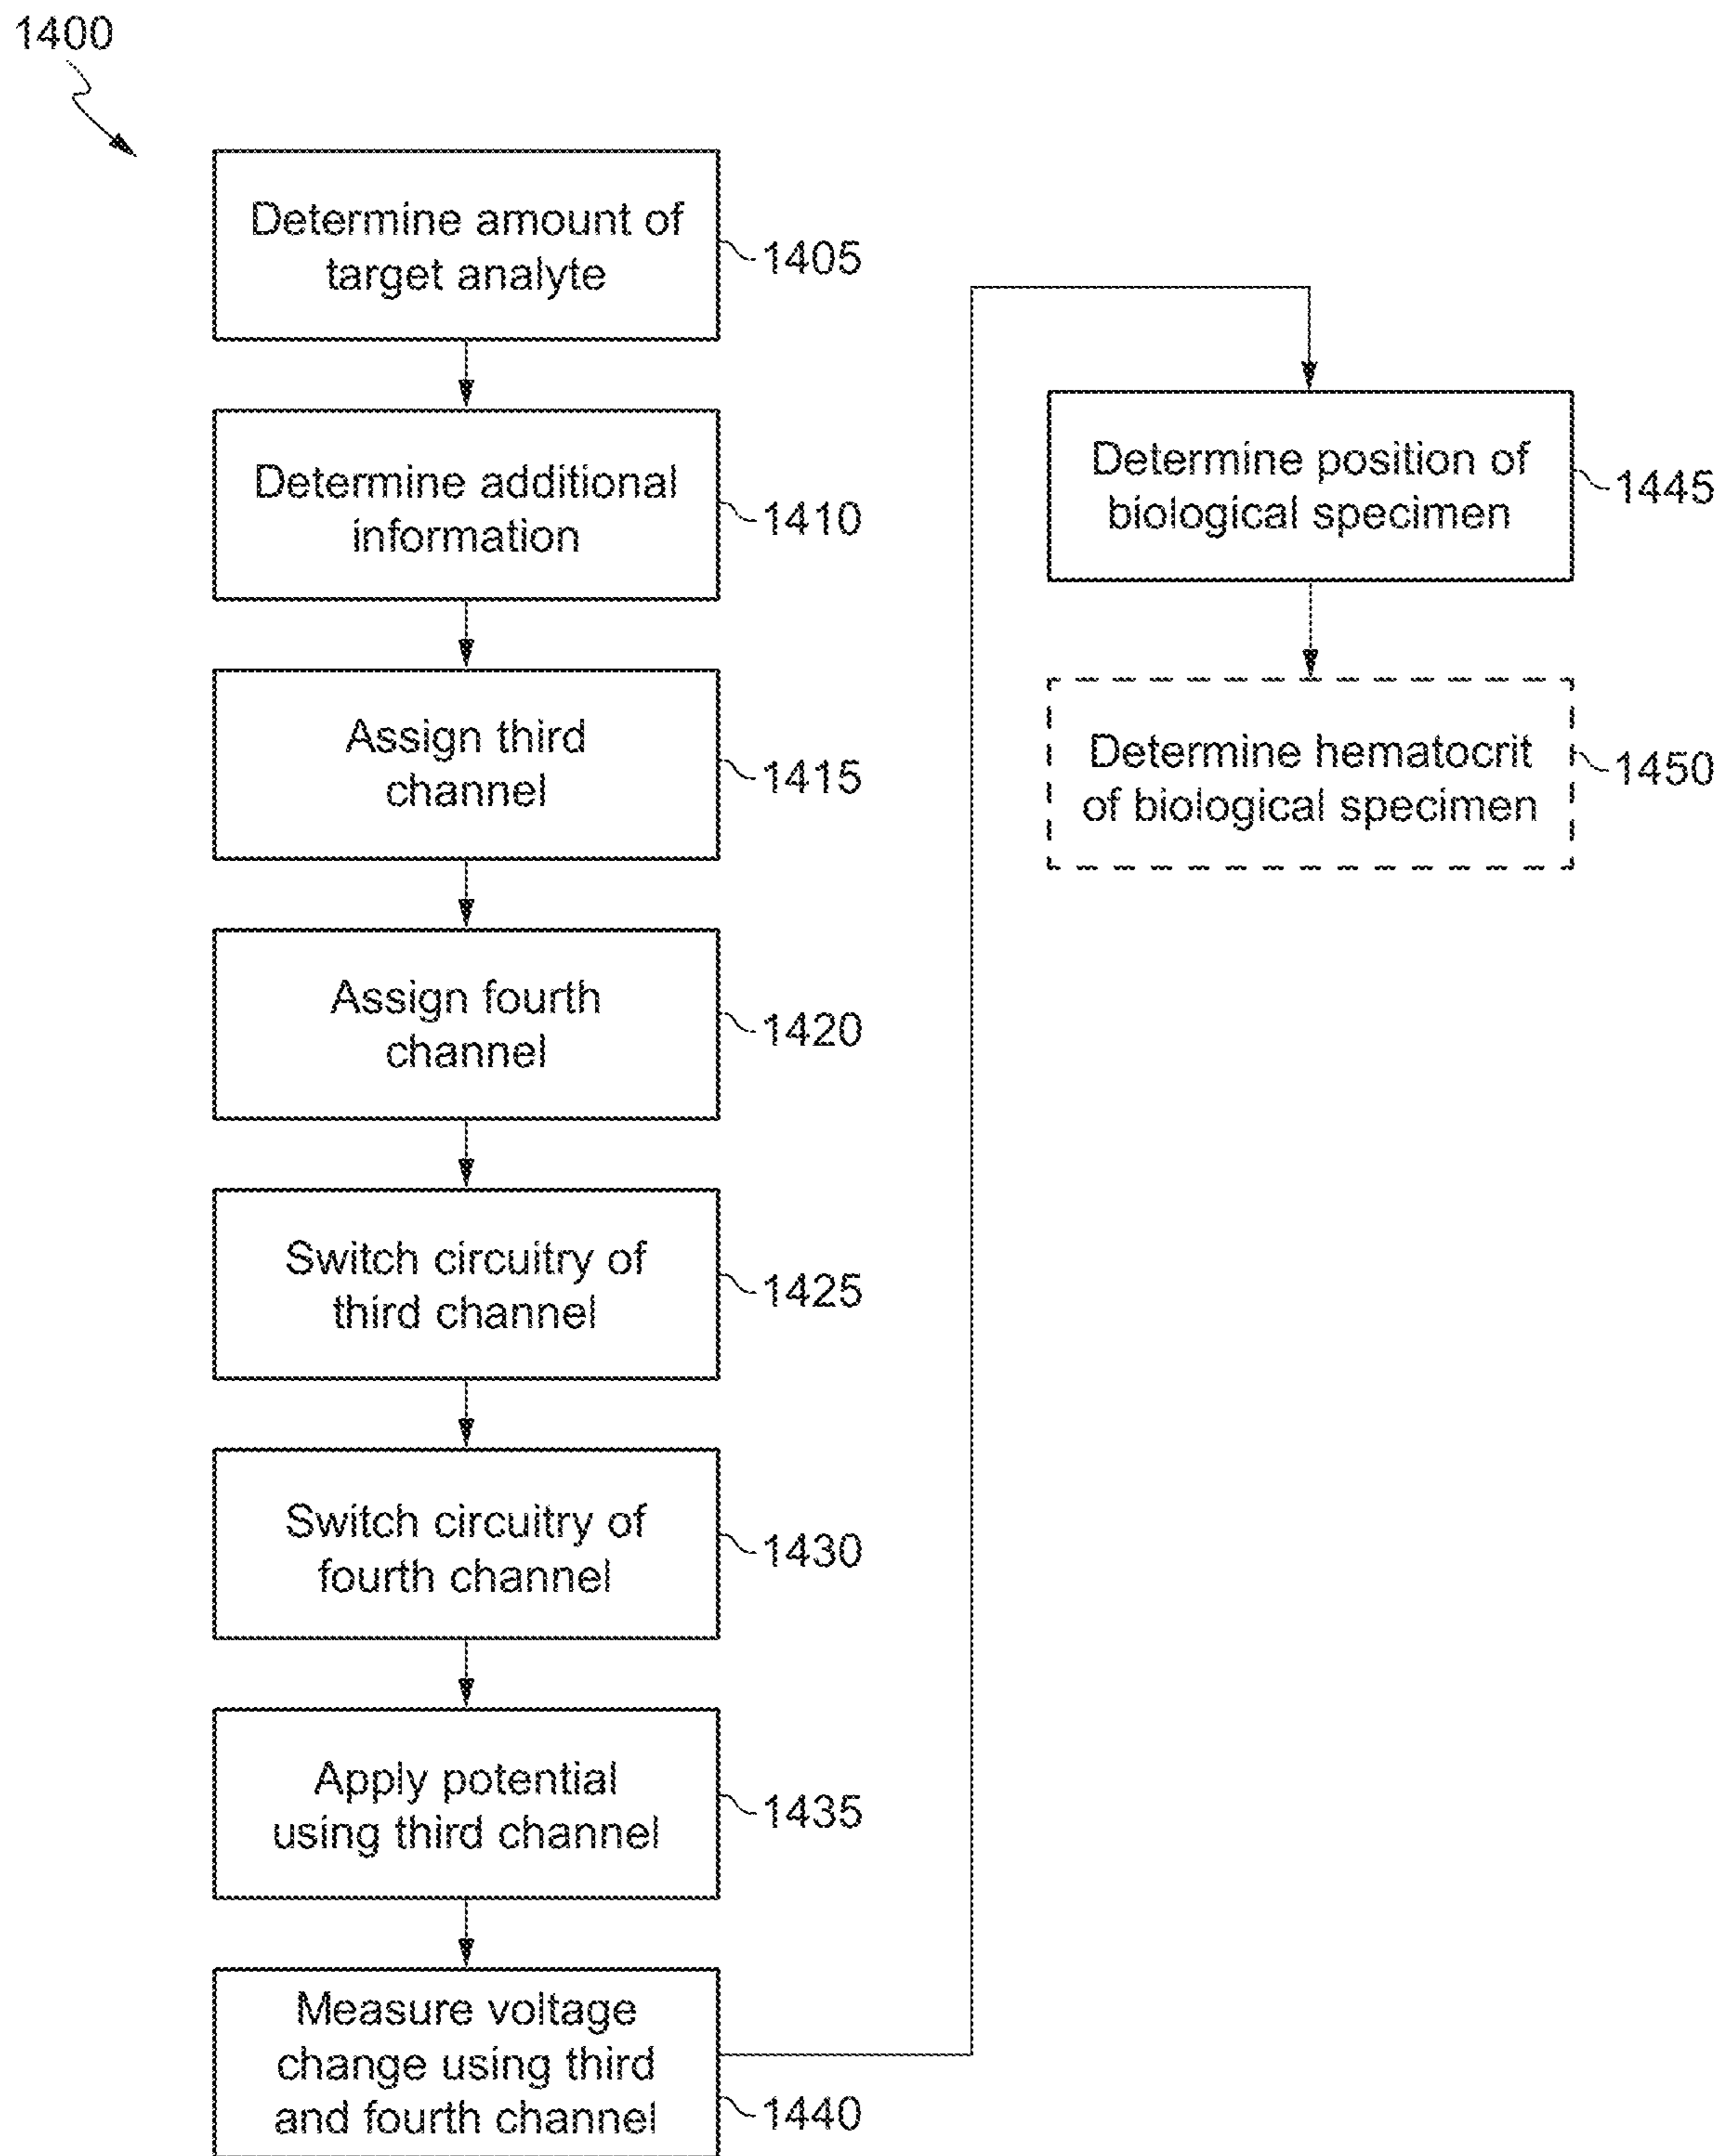 1400
Determine amount of
target analyte
1405
Determine additional
information
1410
Assign third
channel
1415
Assign fourth
channel
1420
Switch circuitry of
third channel
1425
Switch circuitry of
fourth channel
1430
Apply potential
using third channel
1435
Measure voltage
change using third
and fourth channel
1440
Determine position of
biological specimen
1445
Determine hematocrit
of biological specimen
1450